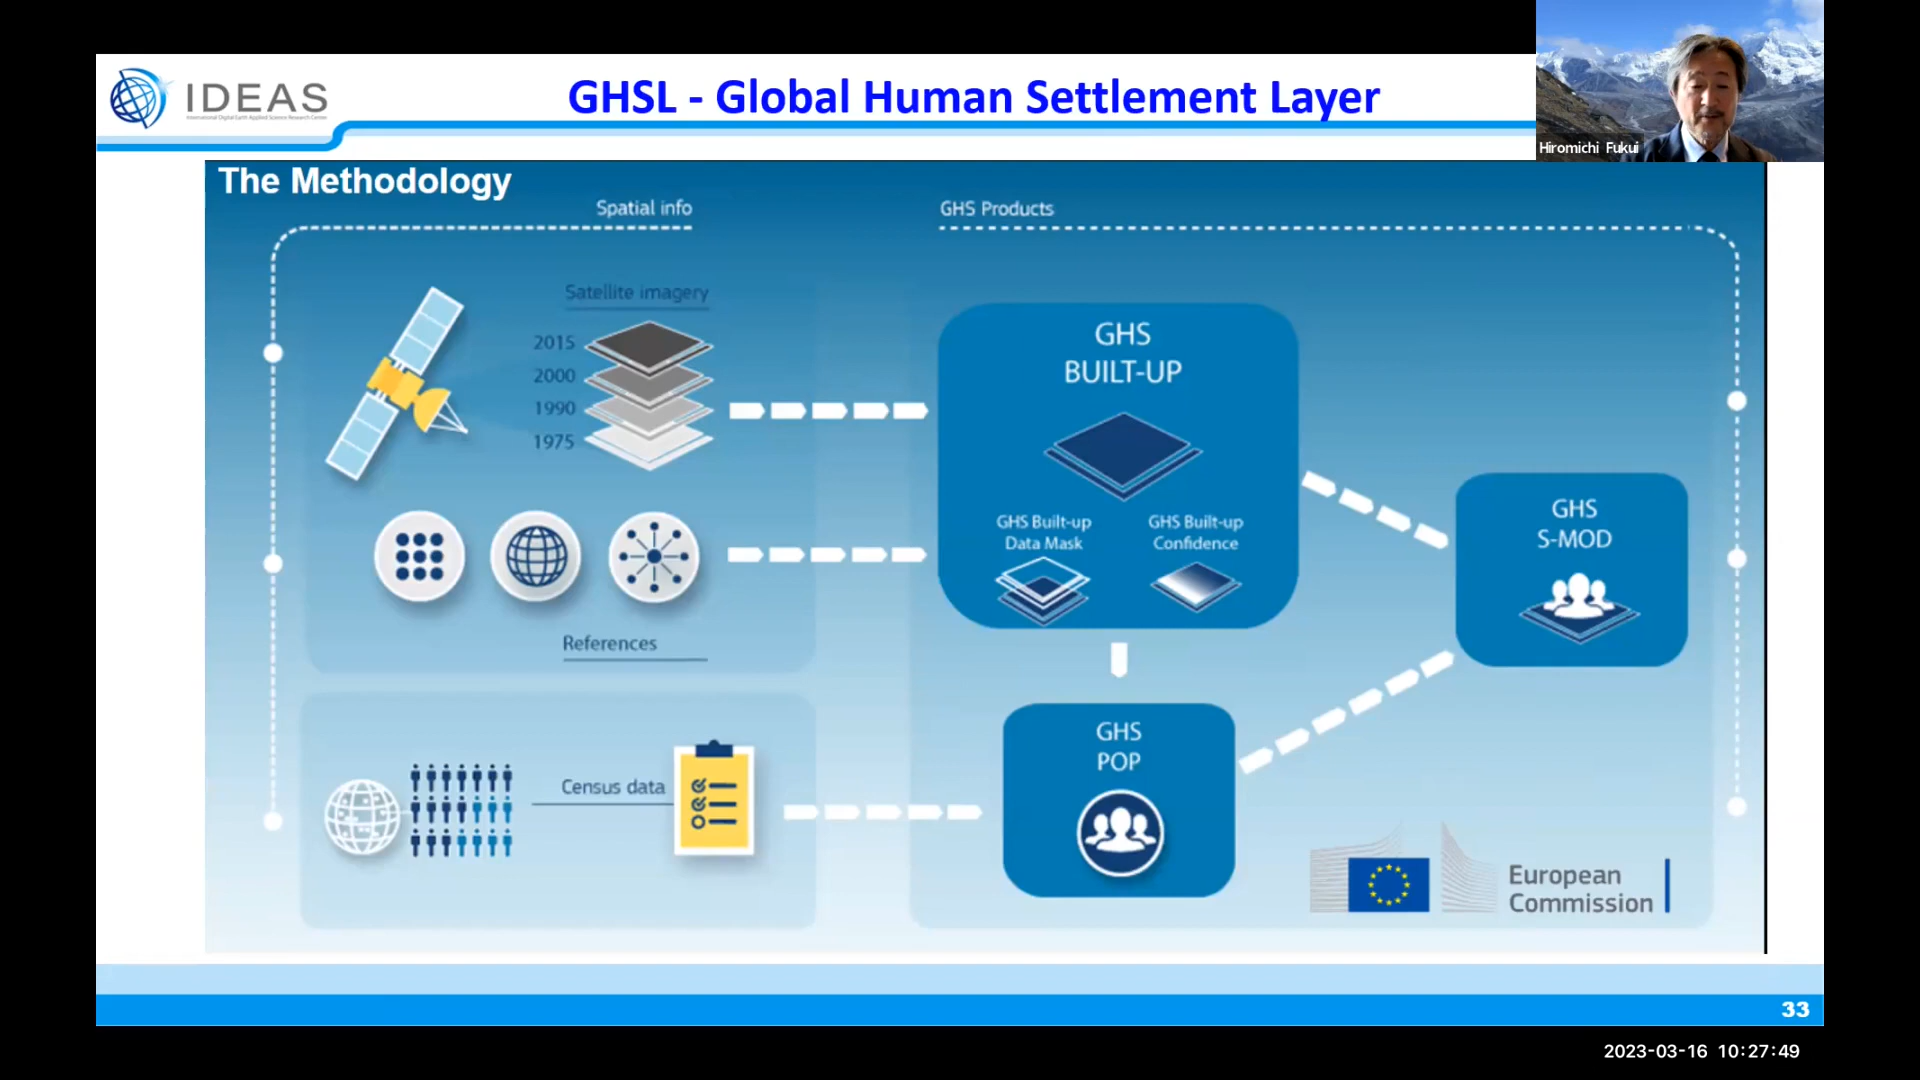 IDEAS
International Digital Earth Applied Science Research Center
GHSL - Global Human Settlement Layer
Hiromichi Fukui
The Methodology
Spatial info
GHS Products
Satellite imagery
2015
2000
1990
1975
References
Census data
GHS
BUILT-UP
GHS Built-up
Data Mask
GHS Built-up
Confidence
GHS
S-MOD
GHS
POP
European
Commission
33
2023-03-16 10:27:49